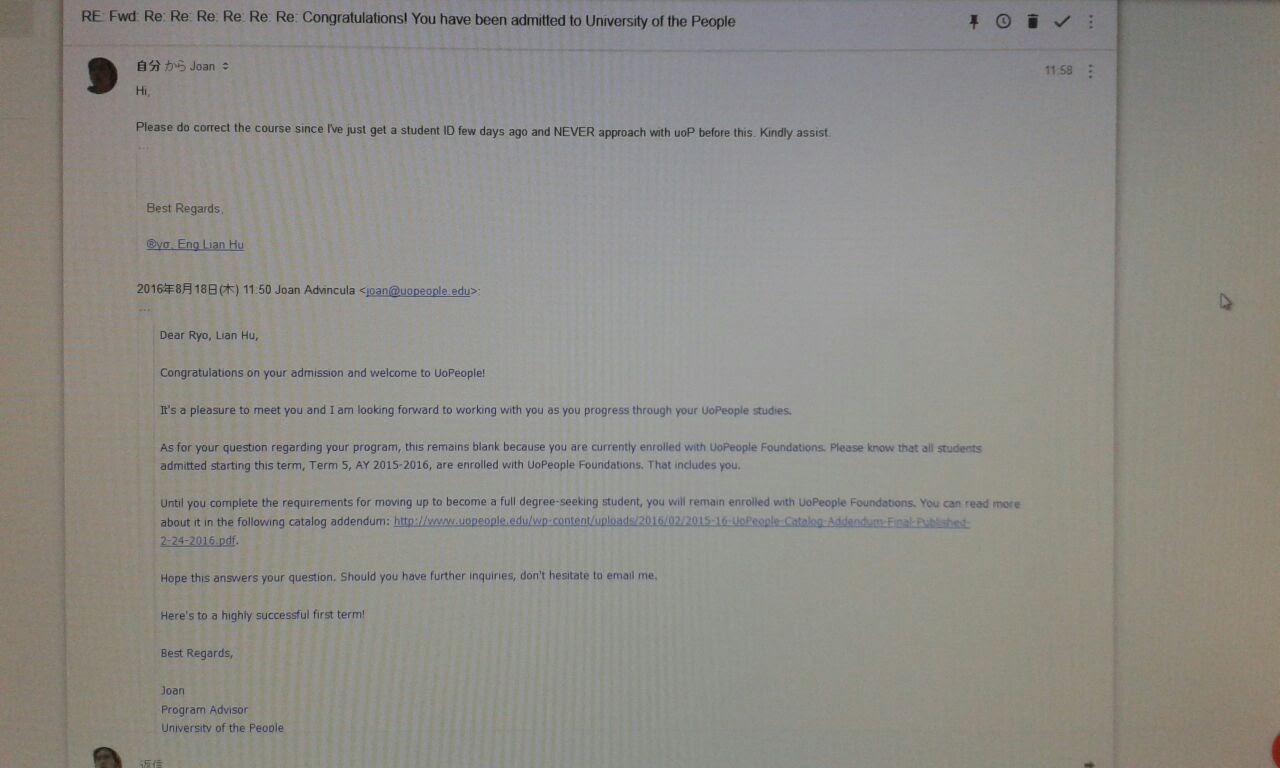 RE: Fwd: Re: Re: Re: Re: Re: Re: Congratulations! You have been admitted to University of the People
自分 から Joan
11:58
Hi,
Please do correct the course since I've just get a student ID few days ago and NEVER approach with uoP before this. Kindly assist.
...
Best Regards,
®γσ, Eng Lian Hu
2016年8月18日(木) 11:50 Joan Advincula <joan@uopeople.edu>:
...
Dear Ryo, Lian Hu,
Congratulations on your admission and welcome to UoPeople!
It's a pleasure to meet you and I am looking forward to working with you as you progress through your UoPeople studies.
As for your question regarding your program, this remains blank because you are currently enrolled with UoPeople Foundations. Please know that all students
admitted starting this term, Term 5, AY 2015-2016, are enrolled with UoPeople Foundations. That includes you.
Until you complete the requirements for moving up to become a full degree-seeking student, you will remain enrolled with UoPeople Foundations. You can read more
about it in the following catalog addendum: http://www.uopeople.edu/wp-content/uploads/2016/02/2015-16-UoPeople-Catalog-Addendum-Final-Published-
2-24-2016.pdf.
Hope this answers your question. Should you have further inquiries, don't hesitate to email me.
Here's to a highly successful first term!
Best Regards,
Joan
Program Advisor
University of the People
返信